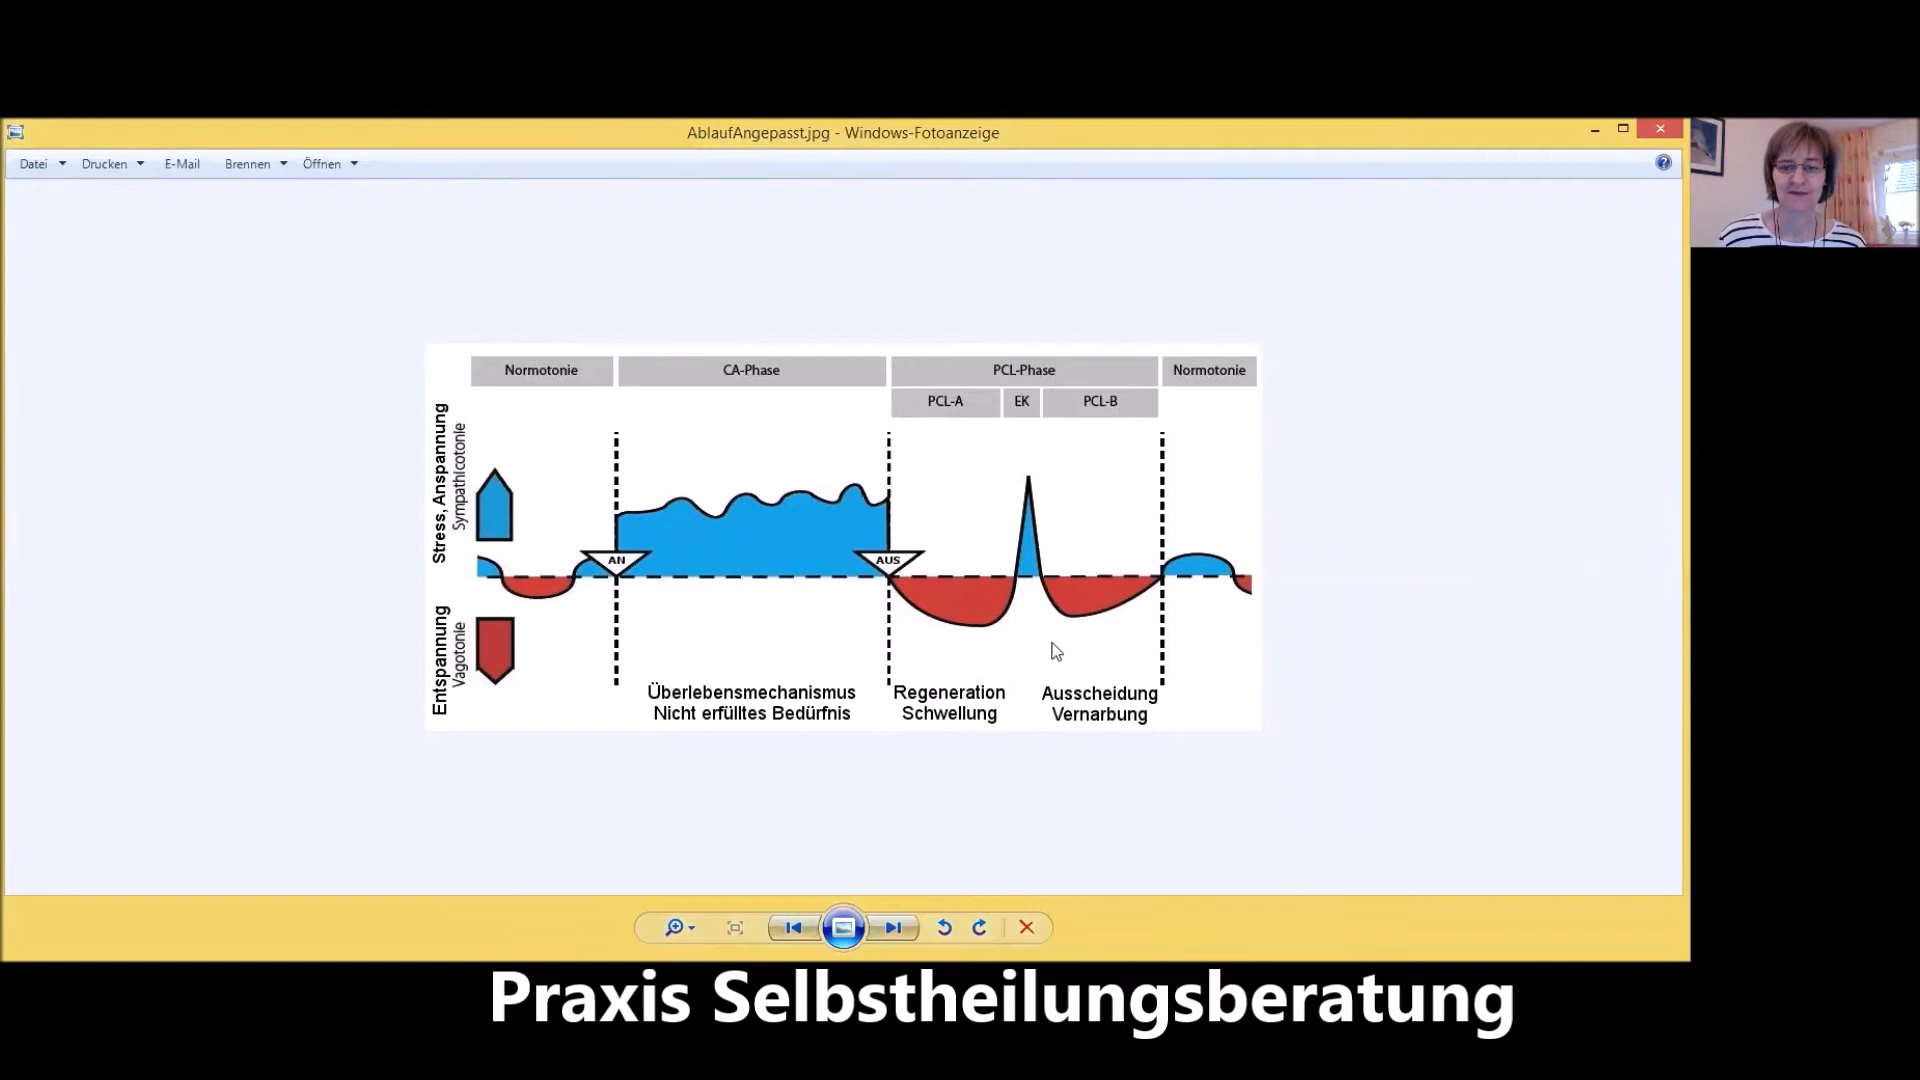 AblaufAngepasst.jpg - Windows-Fotoanzeige
Datei Drucken E-Mail Brennen Öffnen
Normotonie CA-Phase PCL-Phase Normotonie
PCL-A EK PCL-B
Stress, Anspannung
Sympathicotonie
AN AUS
Entspannung
Vagotonie
Überlebensmechanismus
Nicht erfülltes Bedürfnis
Regeneration
Schwellung
Ausscheidung
Vernarbung
Praxis Selbstheilungsberatung